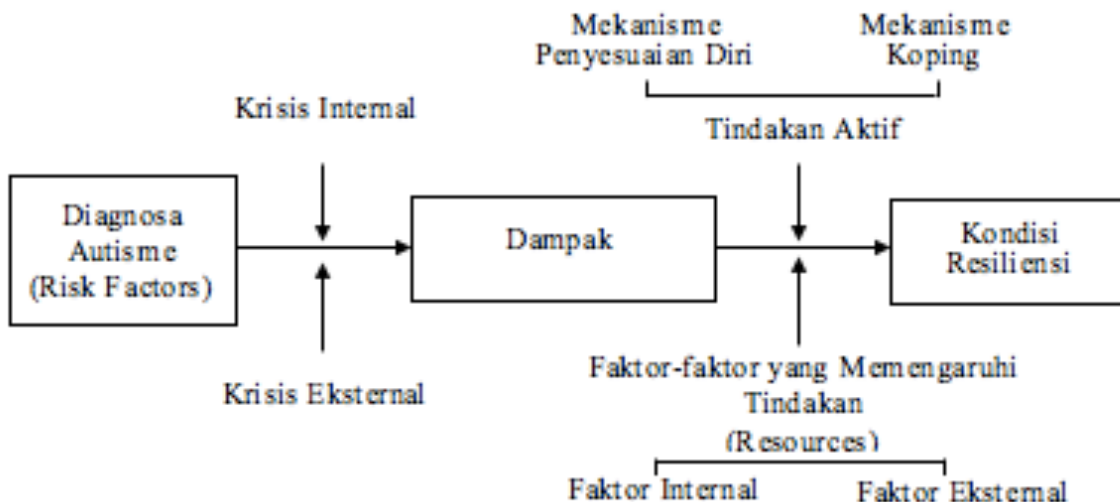 Mekanisme
Penyesuaian Diri
Mekanisme
Koping
Krisis Internal
Tindakan Aktif
Diagnosa
Autisme
(Risk Factors)
Dampak
Kondisi
Resiliensi
Krisis Eksternal
Faktor-faktor yang Memengaruhi
Tindakan
(Resources)
Faktor Internal
Faktor Eksternal